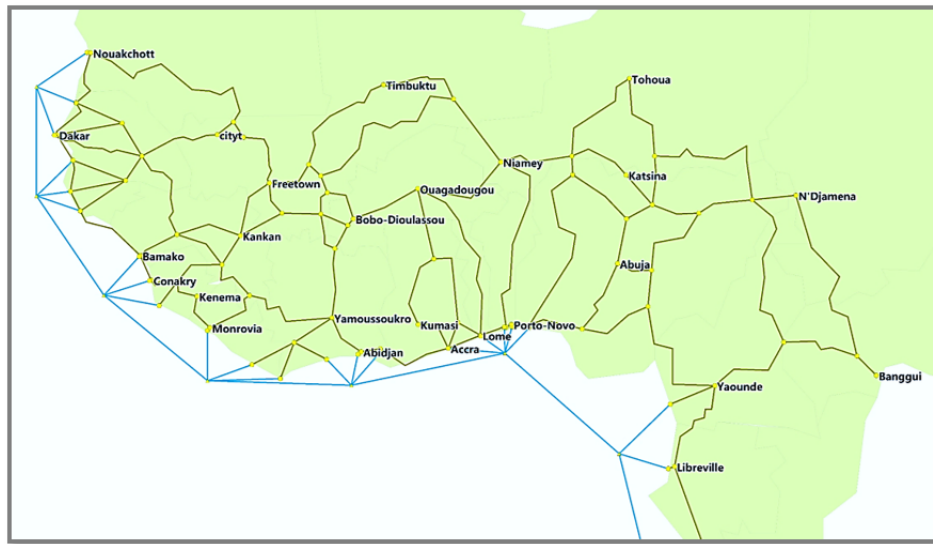 Nouakchott
Timbuktu
Tohoua
Dakar
cityt
Niamey
Katsina
Freetown
Ouagadougou
N'Djamena
Bobo-Dioulassou
Kankan
Bamako
Abuja
Conakry
Kenema
Yamoussoukro
Kumasi
Porto-Novo
Monrovia
Lome
Abidjan
Accra
Banggui
Yaounde
Libreville